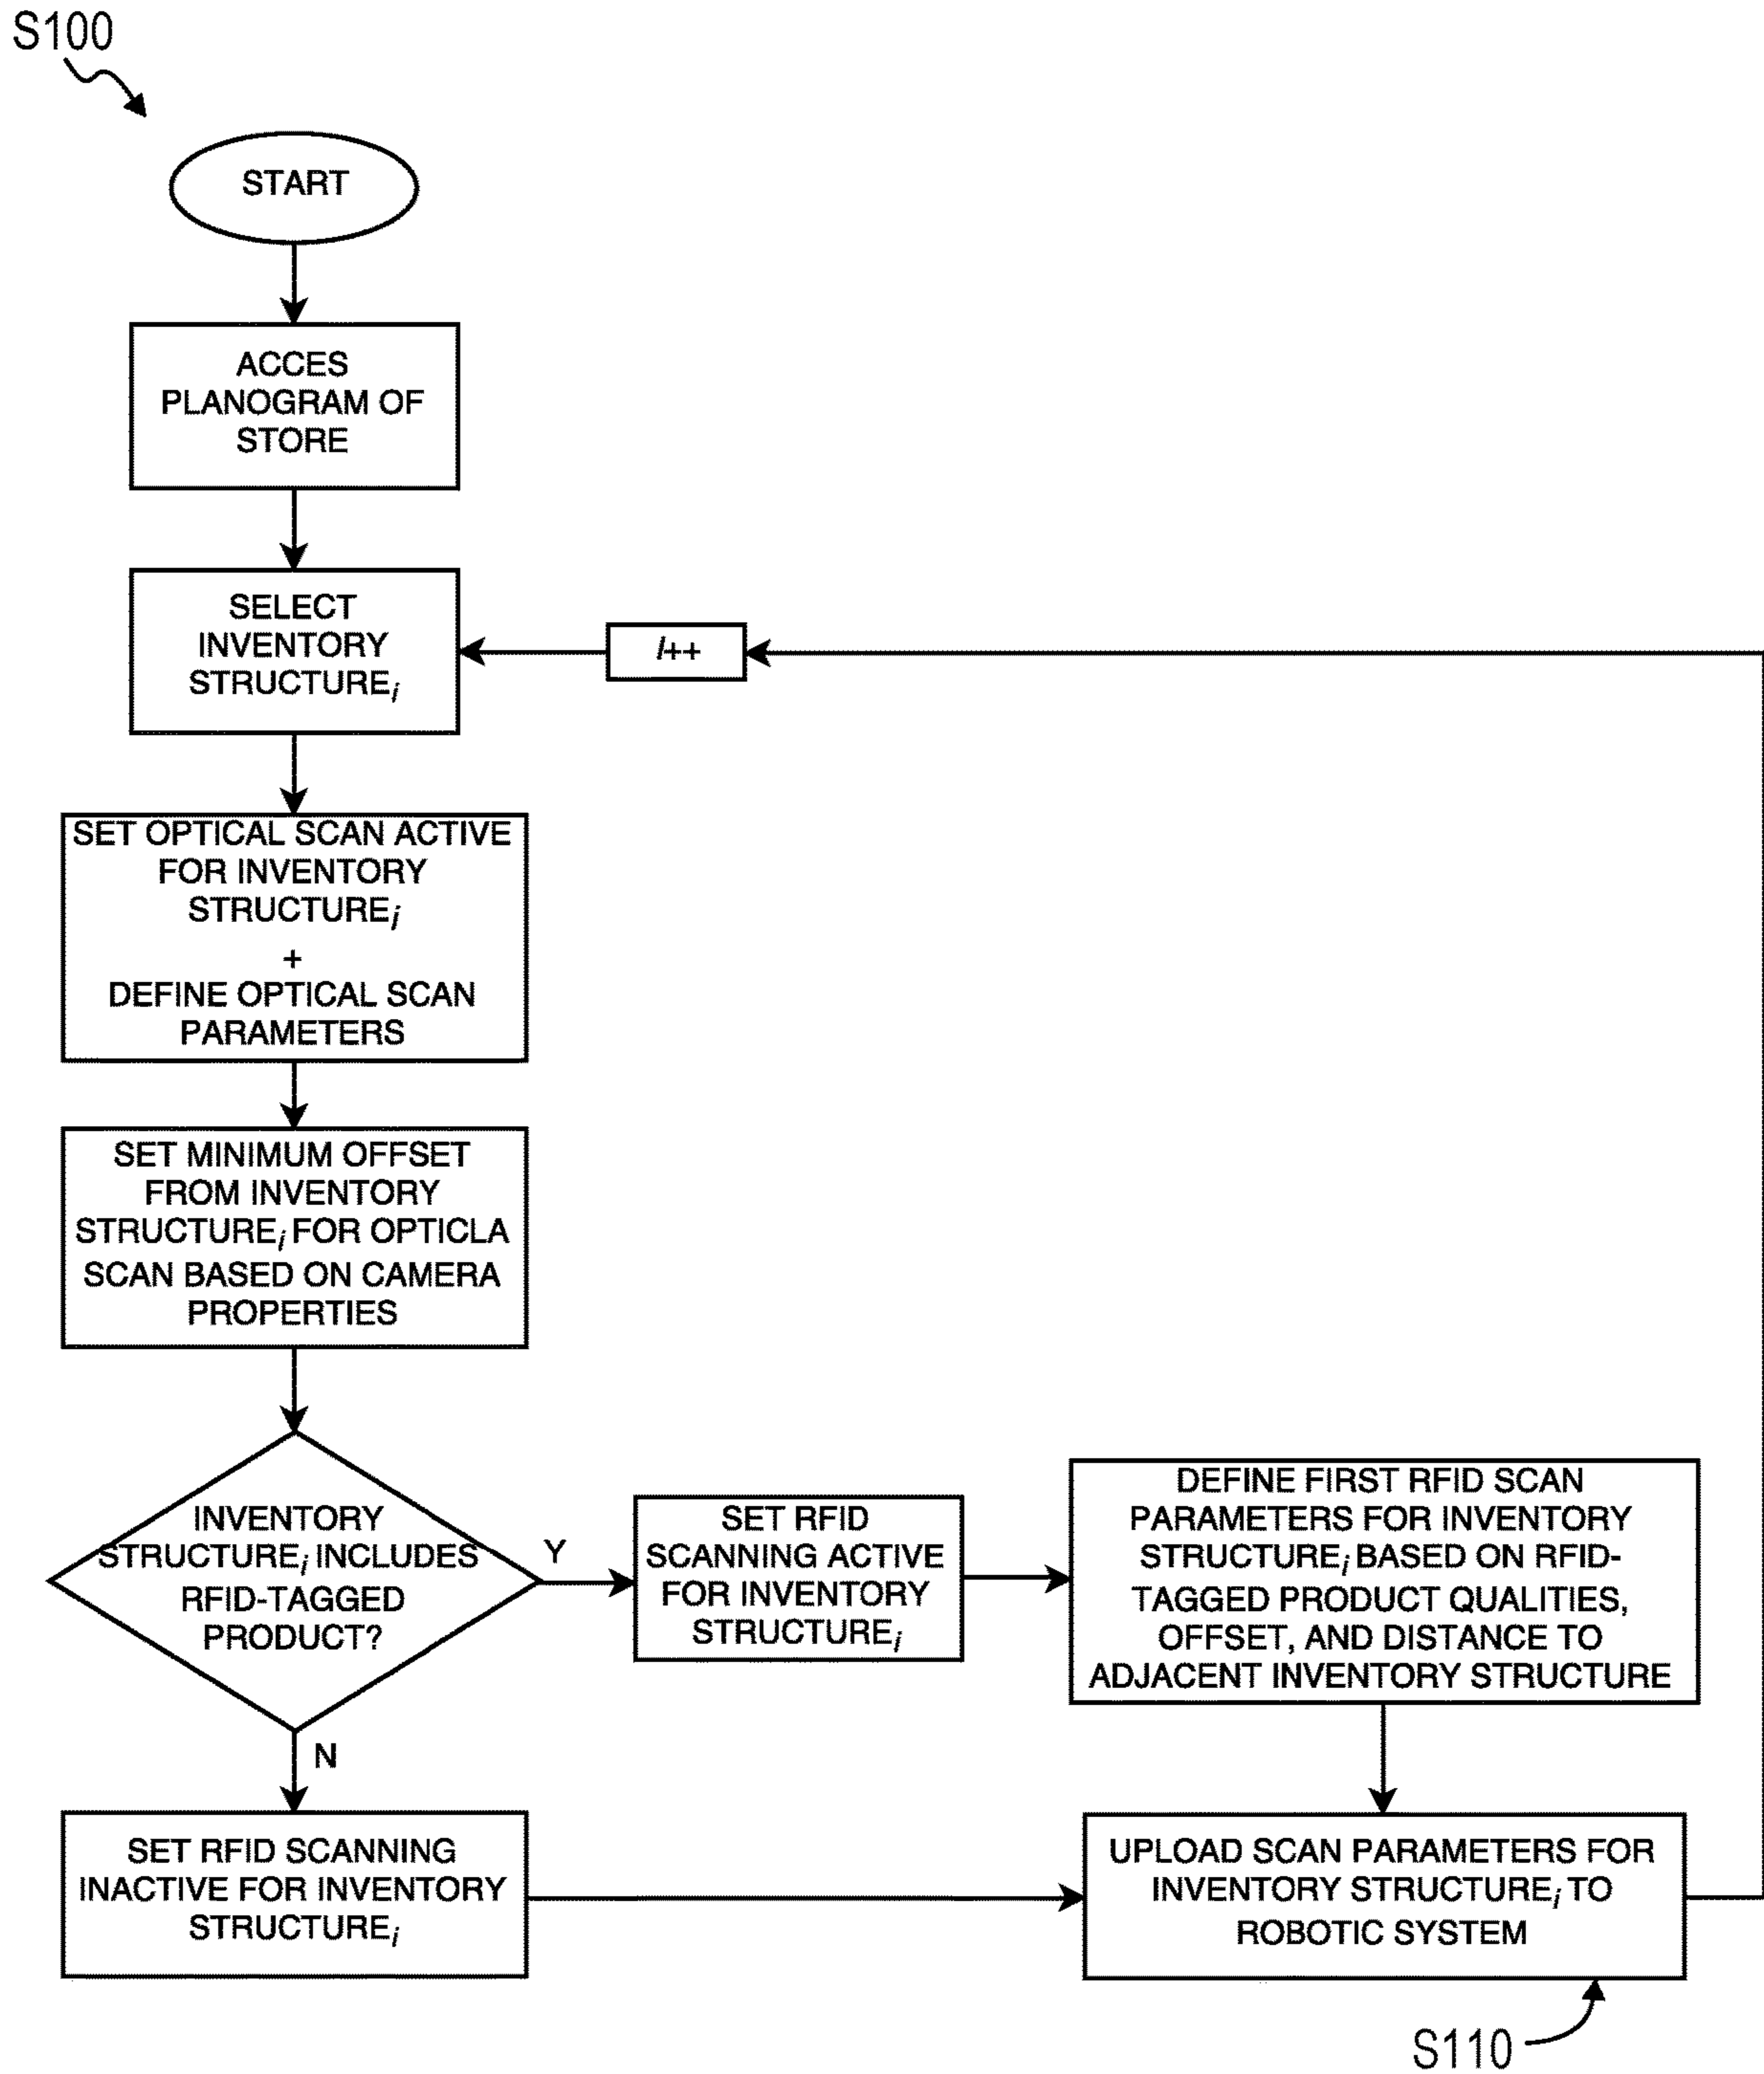 S100
START
ACCES
PLANOGRAM OF
STORE
SELECT
INVENTORY
STRUCTUREi
I++
SET OPTICAL SCAN ACTIVE
FOR INVENTORY
STRUCTUREi
+
DEFINE OPTICAL SCAN
PARAMETERS
SET MINIMUM OFFSET
FROM INVENTORY
STRUCTUREi FOR OPTICLA
SCAN BASED ON CAMERA
PROPERTIES
INVENTORY
STRUCTUREi INCLUDES
RFID-TAGGED
PRODUCT?
Y
SET RFID
SCANNING ACTIVE
FOR INVENTORY
STRUCTUREi
DEFINE FIRST RFID SCAN
PARAMETERS FOR INVENTORY
STRUCTUREi BASED ON RFID-
TAGGED PRODUCT QUALITIES,
OFFSET, AND DISTANCE TO
ADJACENT INVENTORY STRUCTURE
N
SET RFID SCANNING
INACTIVE FOR INVENTORY
STRUCTUREi
UPLOAD SCAN PARAMETERS FOR
INVENTORY STRUCTUREi TO
ROBOTIC SYSTEM
S110